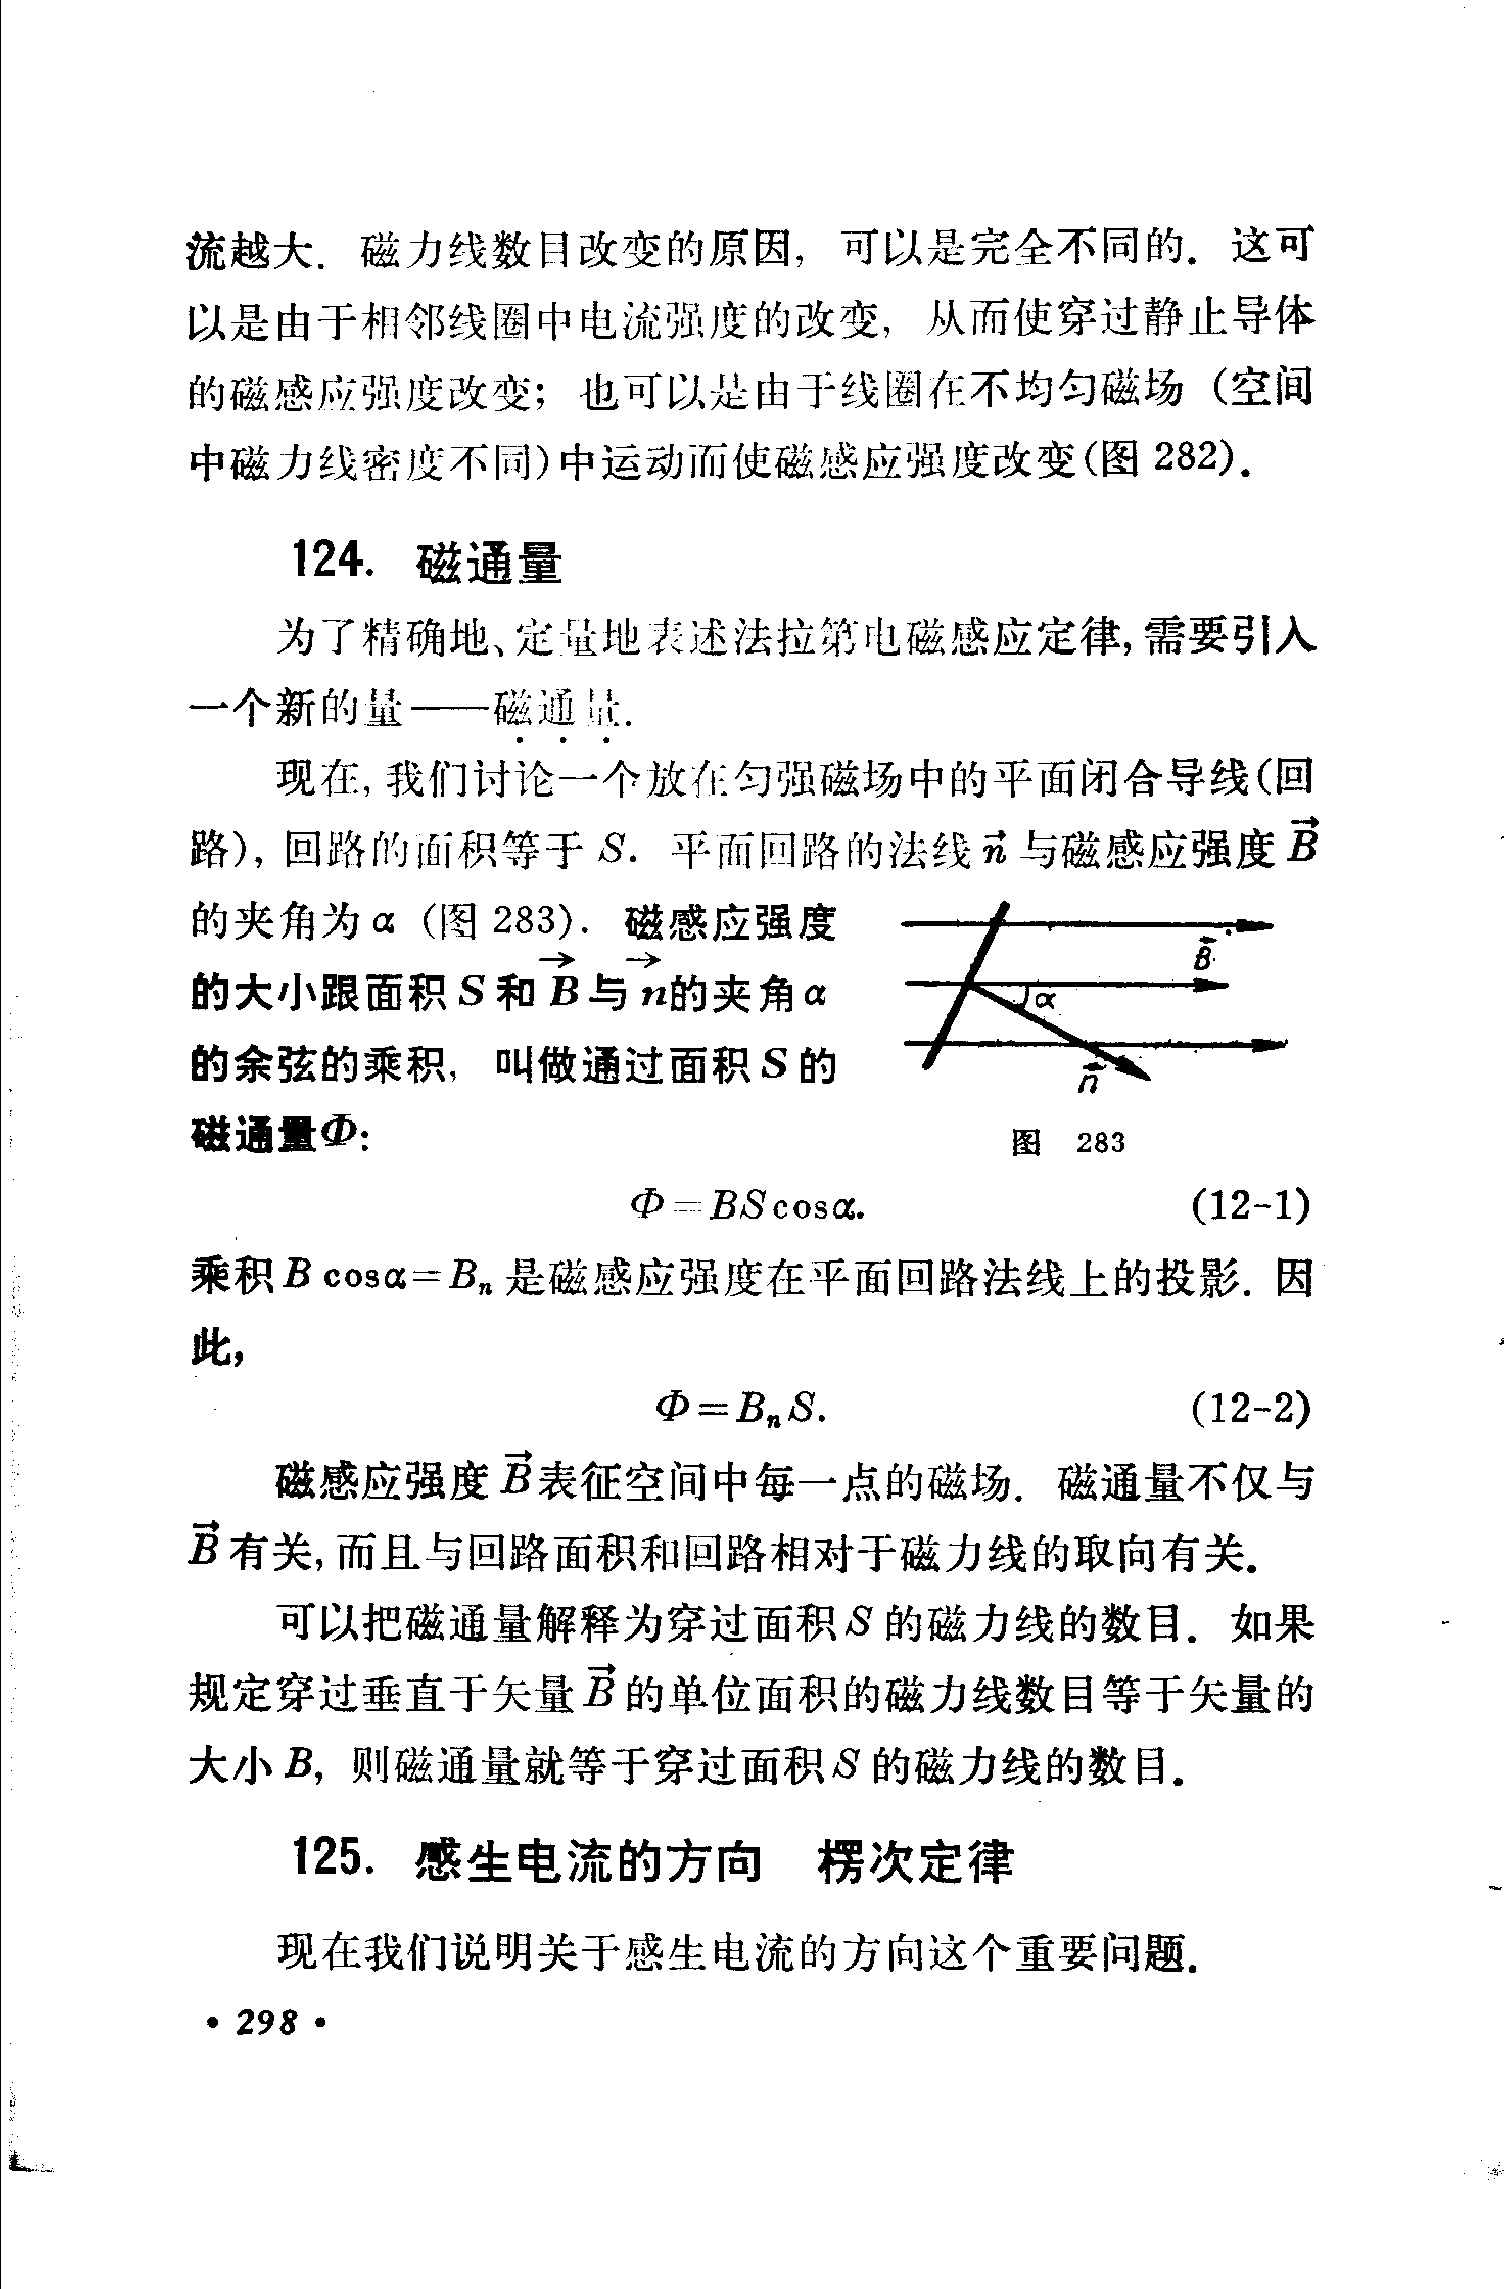 流越大．磁力线数目改变的原因，可以是完全不同的．这可
以是由于相邻线圈中电流强度的改变，从而使穿过静止导体
的磁感应强度改变；也可以是由于线圈在不均匀磁场（空间
中磁力线密度不同）中运动而使磁感应强度改变（图 282）．
124．磁通量
为了精确地、定量地表述法拉第电磁感应定律，需要引入
一个新的量——磁通量．
现在，我们讨论一个放在匀强磁场中的平面闭合导线（回
路），回路的面积等于 S．平面回路的法线 n⃗ 与磁感应强度 B⃗
的夹角为 α（图 283）．磁感应强度
的大小跟面积 S 和 B⃗ 与 n⃗的夹角 α
的余弦的乘积，叫做通过面积 S 的
磁通量Φ：
B⃗
α
n⃗
图 283
Φ＝BS cosα. (12-1)
乘积 B cosα＝Bₙ 是磁感应强度在平面回路法线上的投影．因
此，
Φ＝BₙS. (12-2)
磁感应强度 B⃗ 表征空间中每一点的磁场．磁通量不仅与
B⃗ 有关，而且与回路面积和回路相对于磁力线的取向有关．
可以把磁通量解释为穿过面积 S 的磁力线的数目．如果
规定穿过垂直于矢量 B⃗ 的单位面积的磁力线数目等于矢量的
大小 B，则磁通量就等于穿过面积 S 的磁力线的数目．
125．感生电流的方向 楞次定律
现在我们说明关于感生电流的方向这个重要问题．
• 298 •